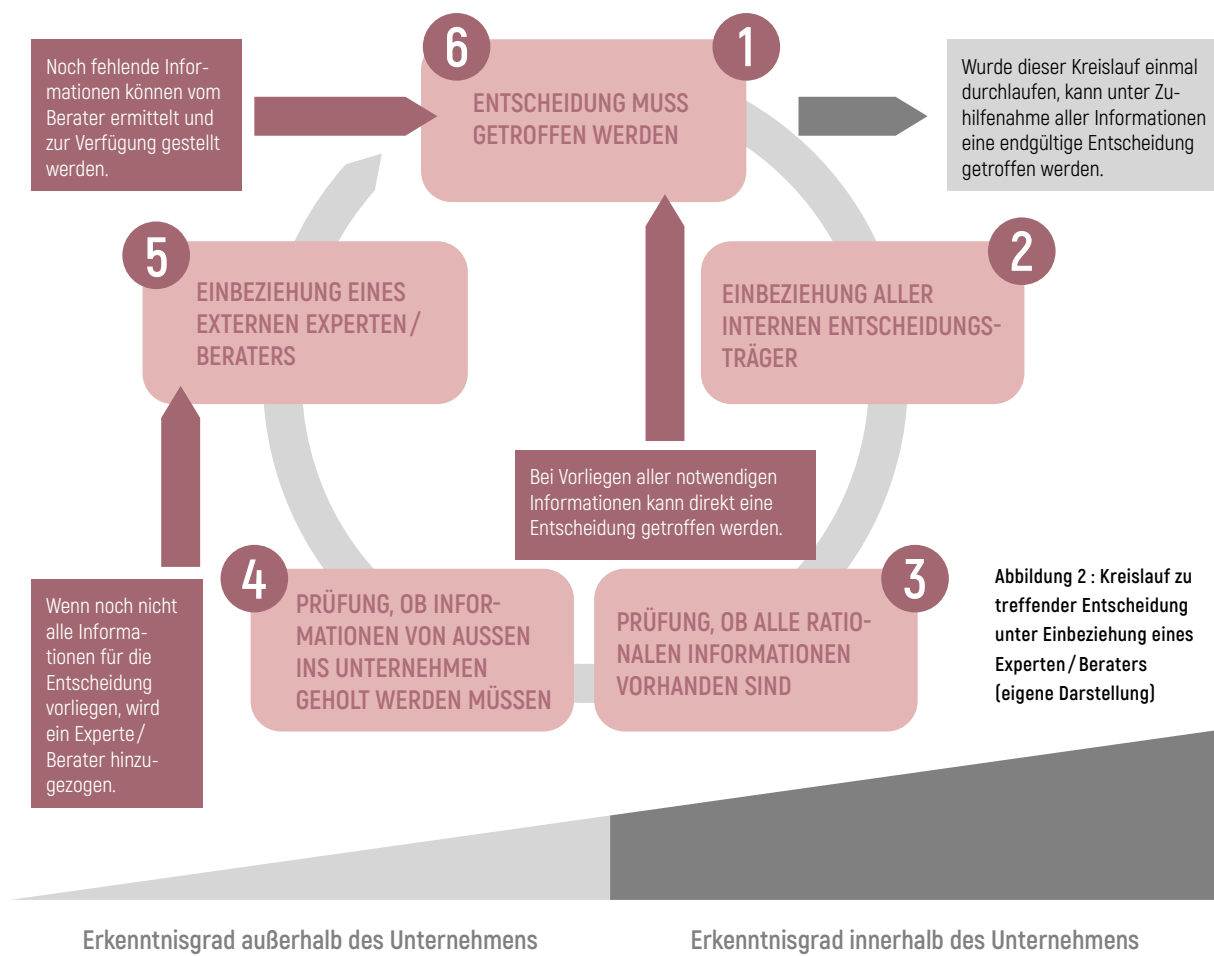 6
1
ENTSCHEIDUNG MUSS
GETROFFEN WERDEN
Noch fehlende Infor-
mationen können vom
Berater ermittelt und
zur Verfügung gestellt
werden.
Wurde dieser Kreislauf einmal
durchlaufen, kann unter Zu-
hilfenahme aller Informationen
eine endgültige Entscheidung
getroffen werden.
2
EINBEZIEHUNG ALLER
INTERNEN ENTSCHEIDUNGS-
TRÄGER
5
EINBEZIEHUNG EINES
EXTERNEN EXPERTEN /
BERATERS
Bei Vorliegen aller notwendigen
Informationen kann direkt eine
Entscheidung getroffen werden.
3
PRÜFUNG, OB ALLE RATIO-
NALEN INFORMATIONEN
VORHANDEN SIND
4
PRÜFUNG, OB INFOR-
MATIONEN VON AUSSEN
INS UNTERNEHMEN
GEHOLT WERDEN MÜSSEN
Wenn noch nicht
alle Informa-
tionen für die
Entscheidung
vorliegen, wird
ein Experte /
Berater hinzu-
gezogen.
Abbildung 2 : Kreislauf zu
treffender Entscheidung
unter Einbeziehung eines
Experten / Beraters
(eigene Darstellung)
Erkenntnisgrad außerhalb des Unternehmens
Erkenntnisgrad innerhalb des Unternehmens